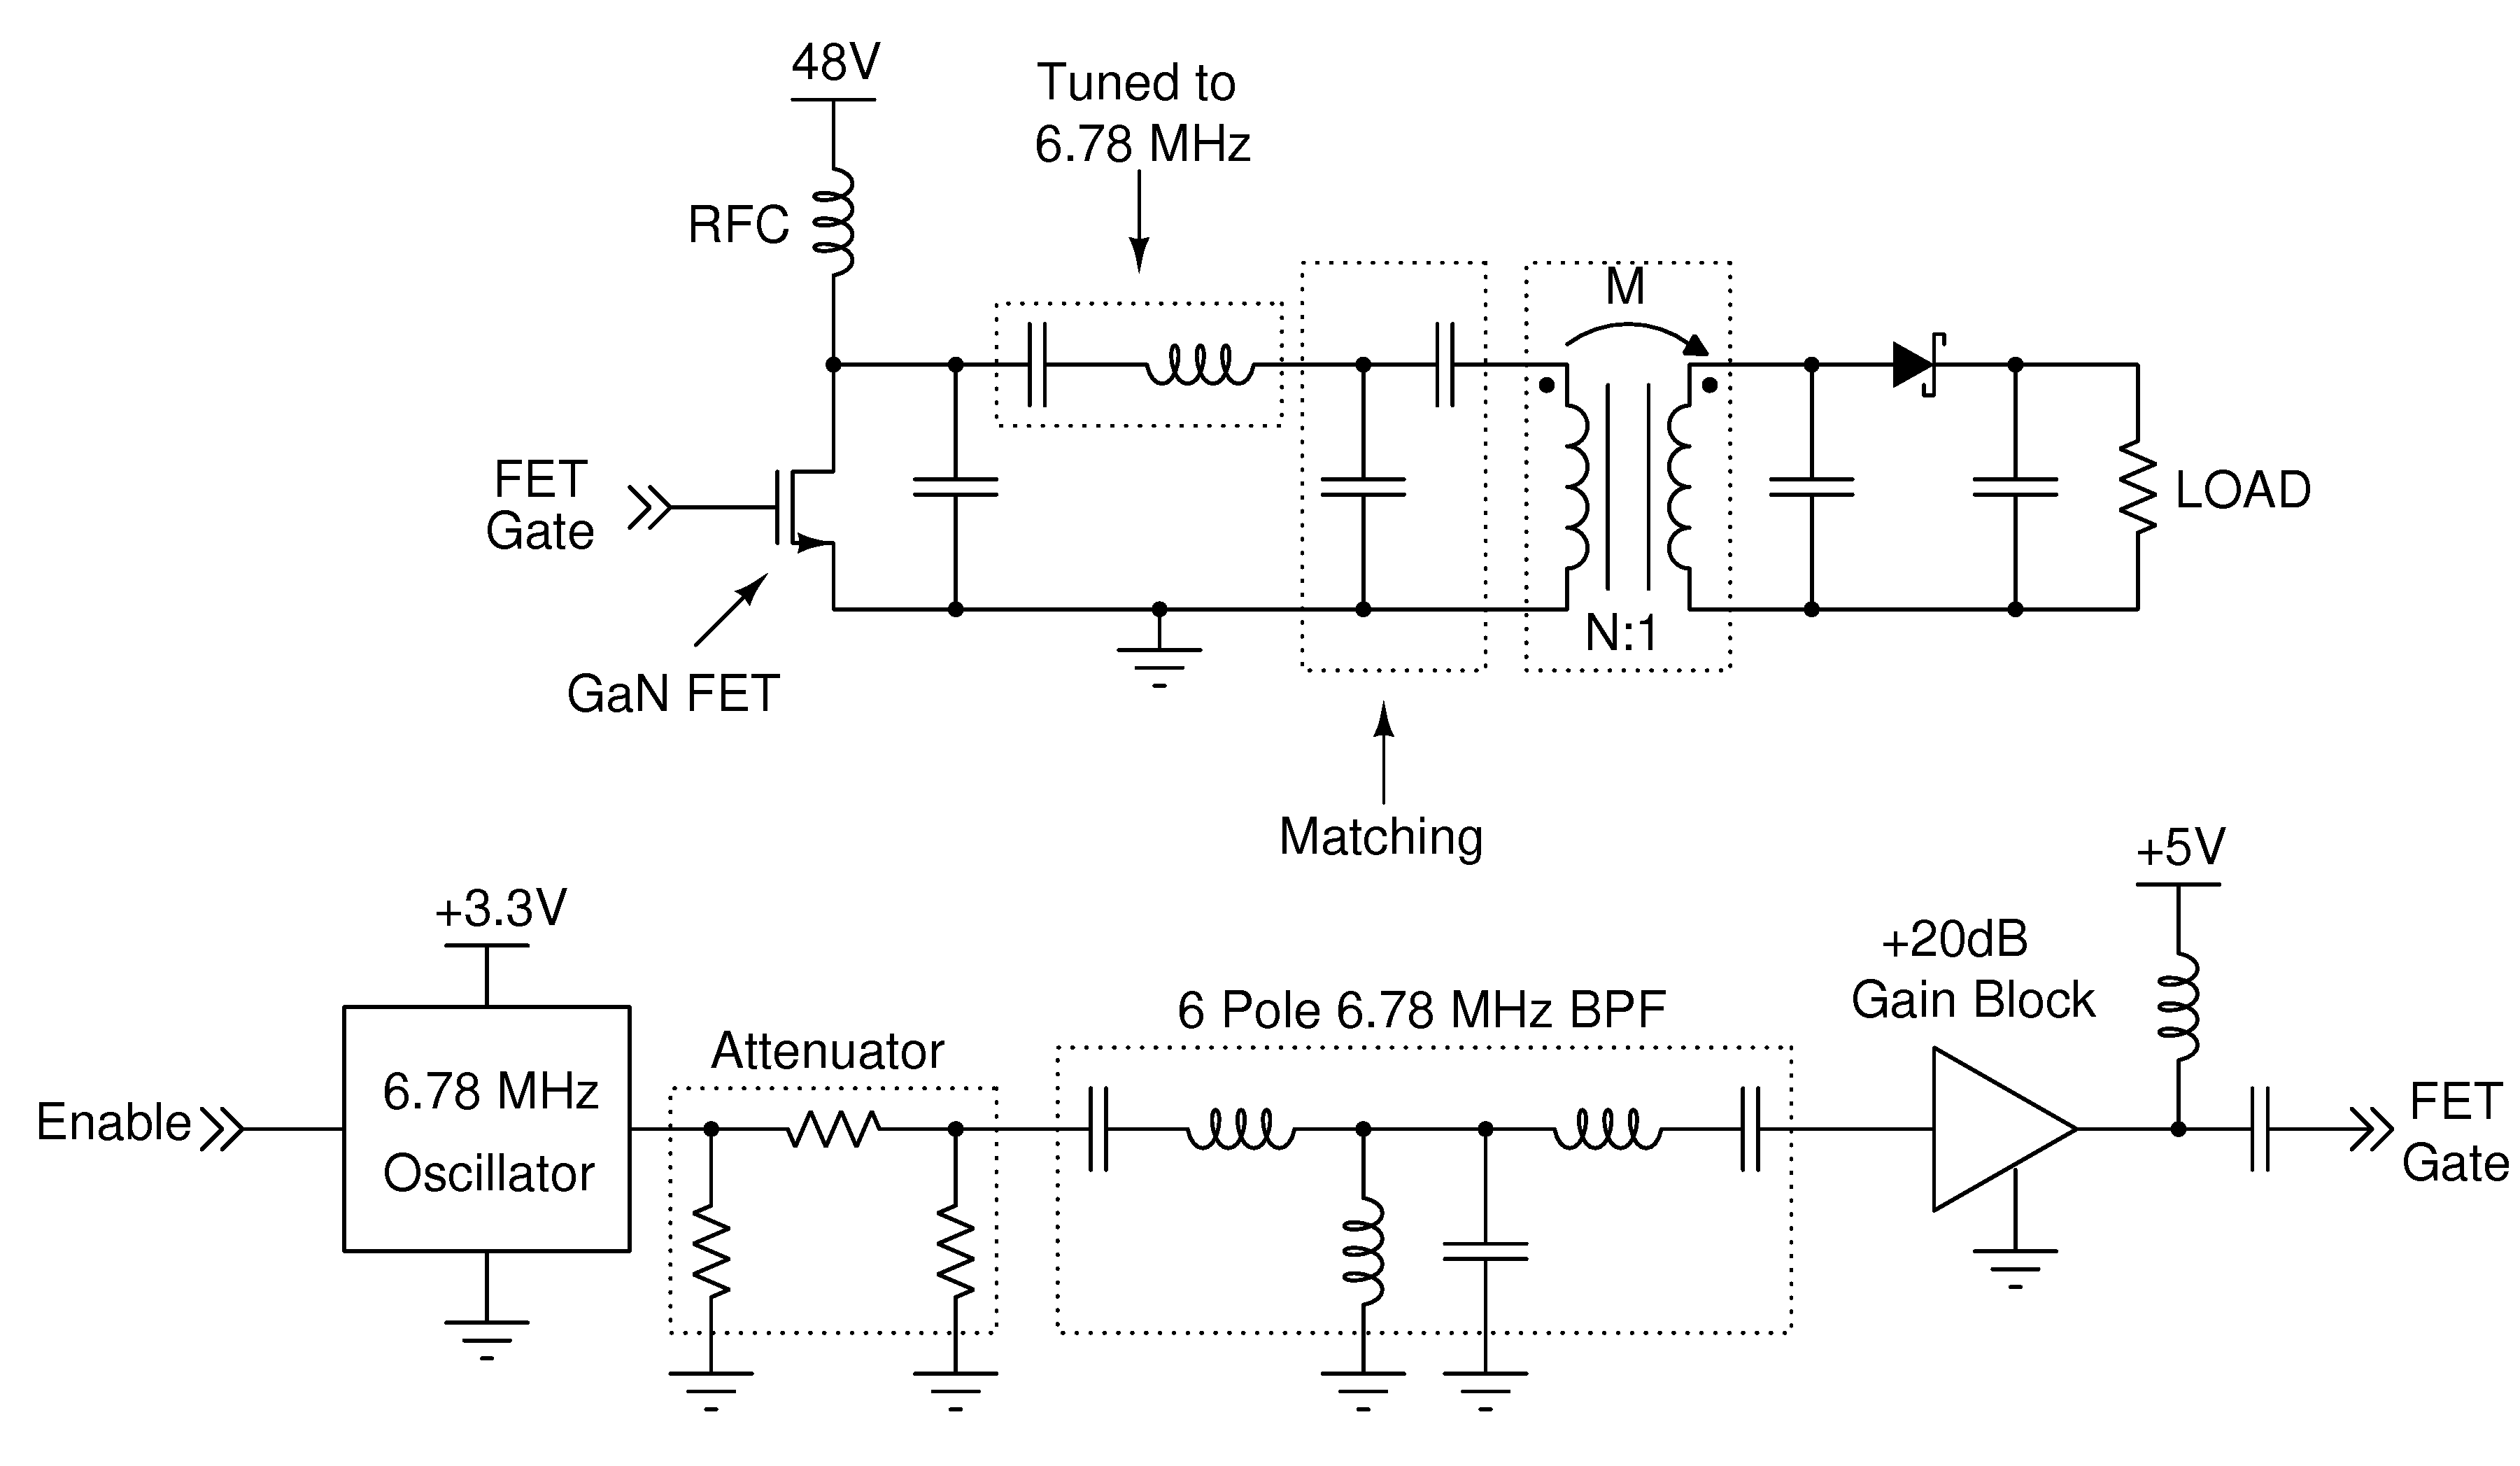 48V
Tuned to
6.78 MHz
RFC
M
FET
Gate
LOAD
N:1
GaN FET
Matching
+5V
+3.3V
+20dB
Gain Block
6 Pole 6.78 MHz BPF
Attenuator
Enable
6.78 MHz
Oscillator
FET
Gate